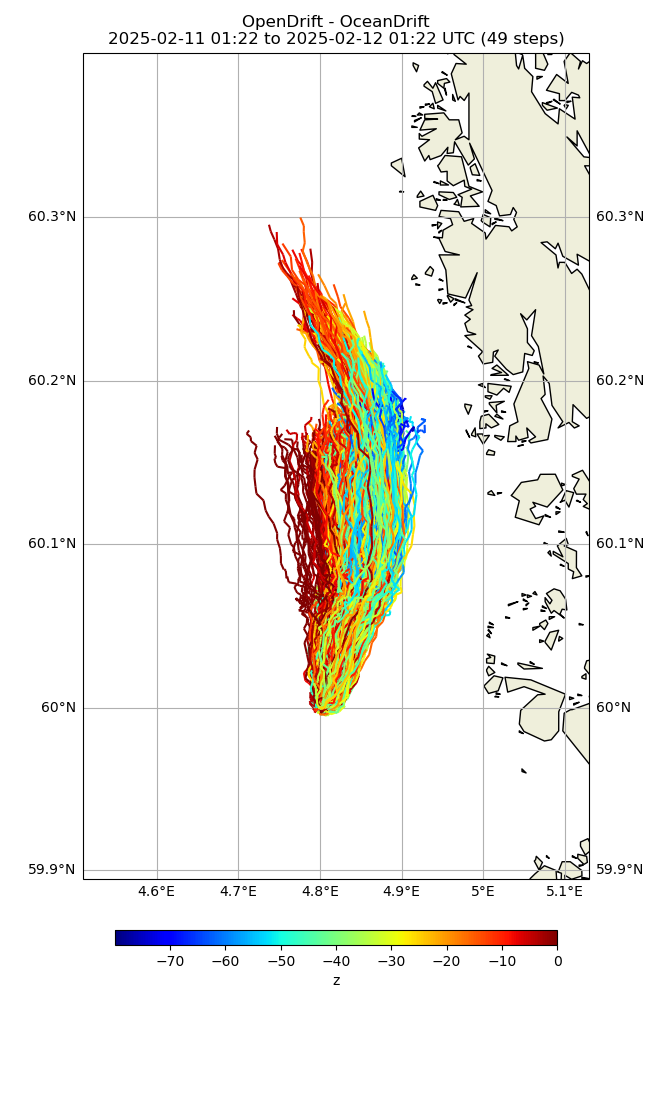 OpenDrift - OceanDrift
2025-02-11 01:22 to 2025-02-12 01:22 UTC (49 steps)
60.3°N 60.3°N
60.2°N 60.2°N
60.1°N 60.1°N
60°N 60°N
59.9°N 59.9°N
4.6°E 4.7°E 4.8°E 4.9°E 5°E 5.1°E
−70 −60 −50 −40 −30 −20 −10 0
z